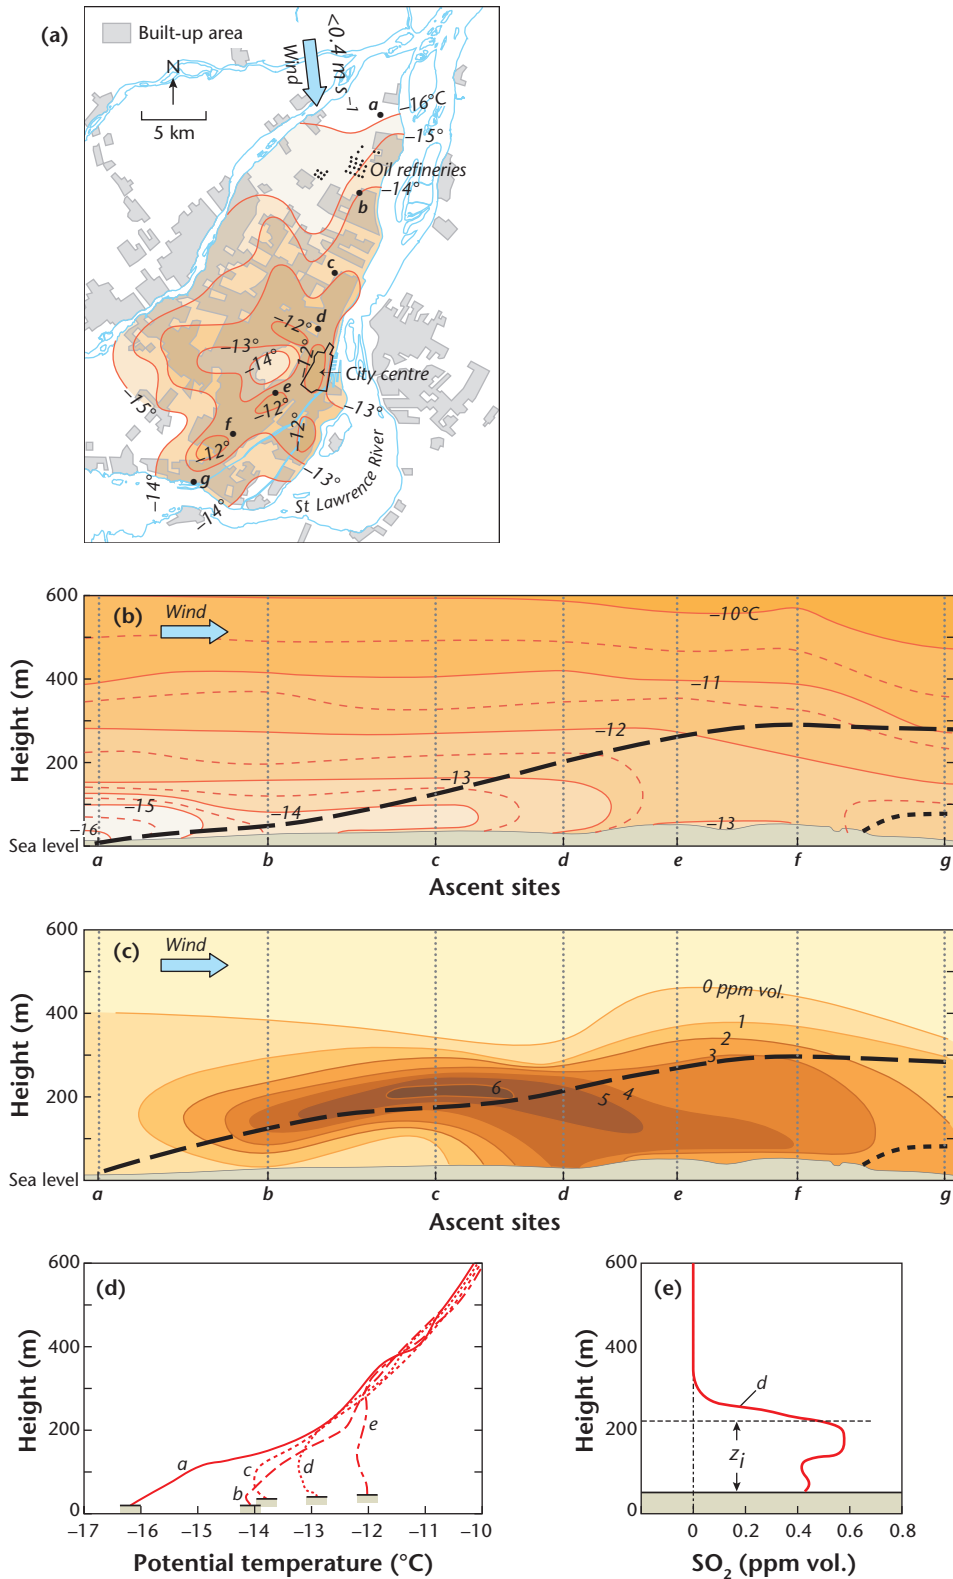 (a)
Built-up area
N
5 km
Wind
<0.4 m s⁻¹
a
−16°C
−15°
Oil refineries
−14°
b
c
d
−12°
−13°
−12°
−14°
City centre
e
−12°
−13°
−15°
f
−12°
−12°
−13°
g
−14°
−14°
St Lawrence River
600
(b)
Wind
−10°C
400
−11
Height (m)
−12
200
−13
−15
−14
−16
−13
Sea level
a b c d e f g
Ascent sites
600
(c)
Wind
0 ppm vol.
400
1
2
Height (m)
3
200
6
5
4
Sea level
a b c d e f g
Ascent sites
600
(d)
400
Height (m)
200
e
a
c
d
b
0
−17 −16 −15 −14 −13 −12 −11 −10
Potential temperature (°C)
600
(e)
400
Height (m)
d
200
zi
0
0 0.2 0.4 0.6 0.8
SO₂ (ppm vol.)